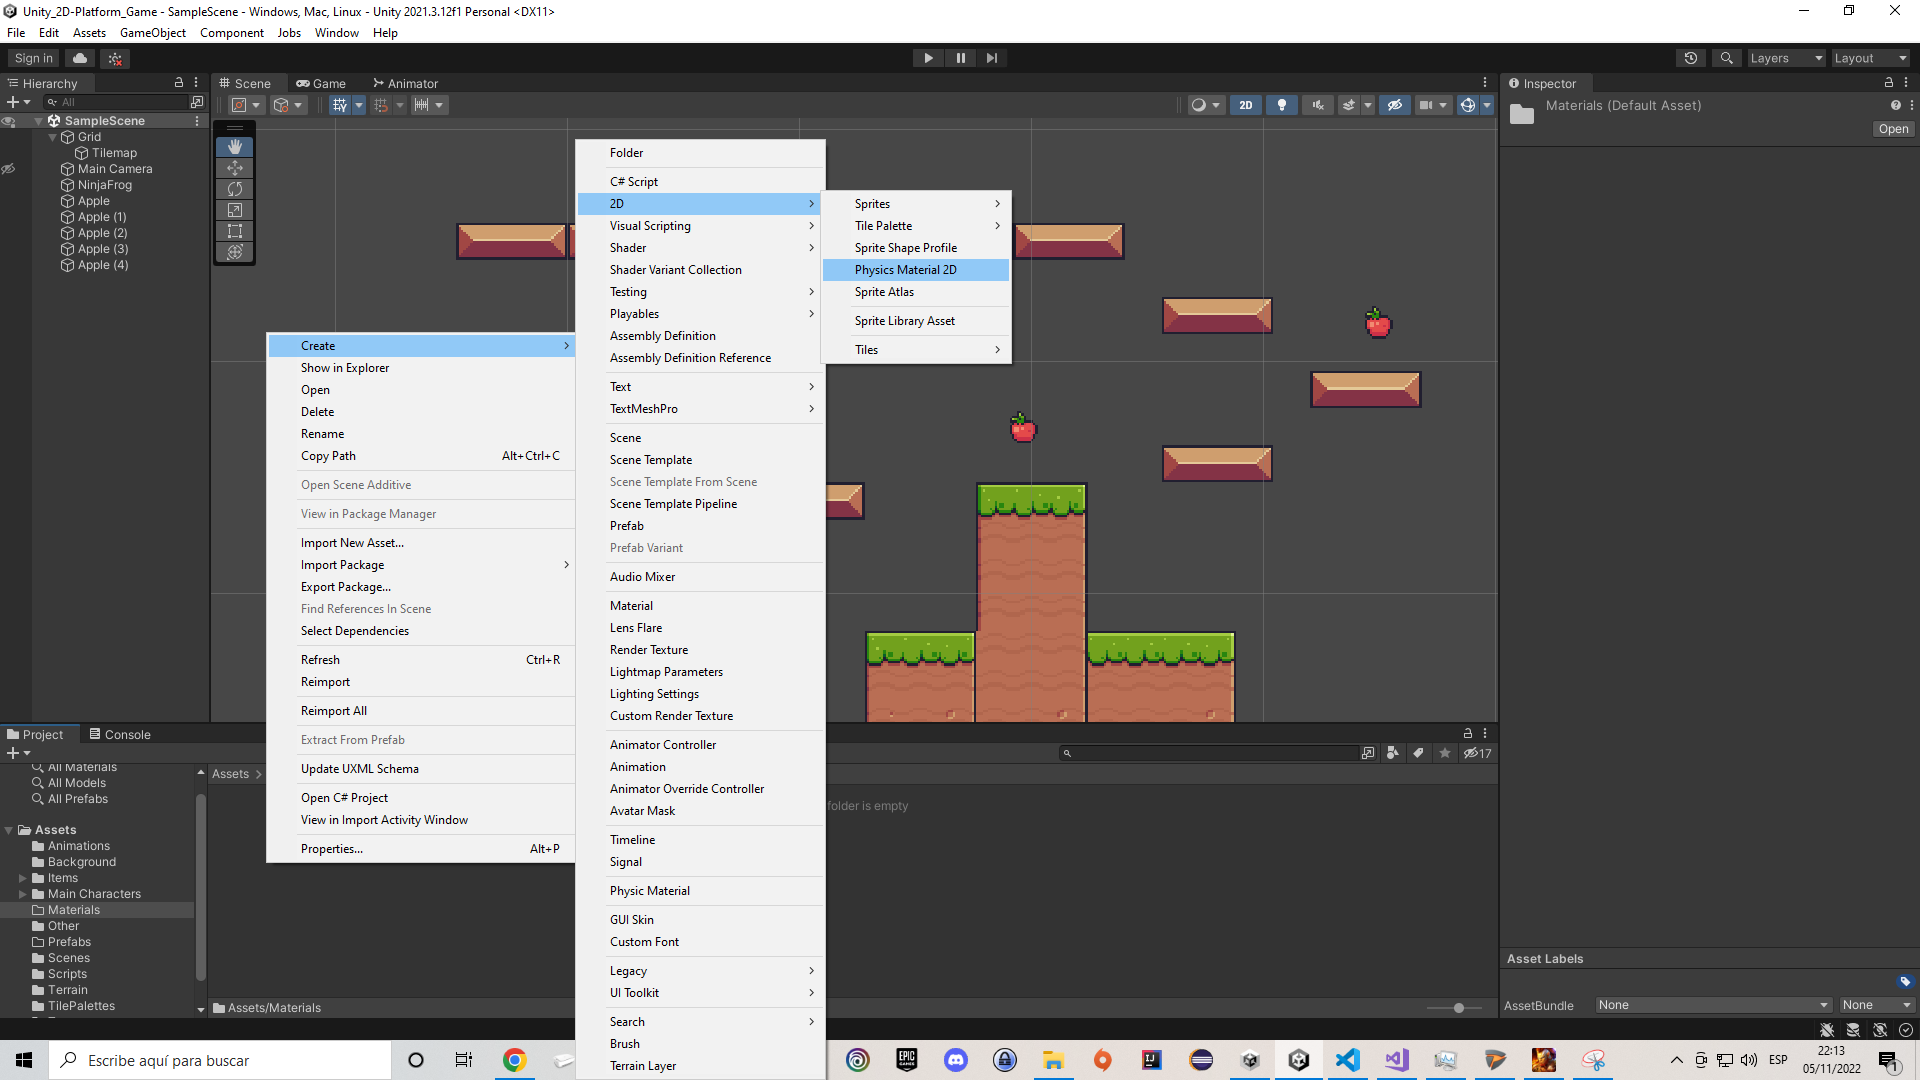 Unity_2D-Platform_Game - SampleScene - Windows, Mac, Linux - Unity 2021.3.12f1 Personal <DX11>
File Edit Assets GameObject Component Jobs Window Help
Sign in
Layers
Layout
Hierarchy
All
SampleScene
Grid
Tilemap
Main Camera
NinjaFrog
Apple
Apple (1)
Apple (2)
Apple (3)
Apple (4)
Scene
Game
Animator
2D
Create
Show in Explorer
Open
Delete
Rename
Copy Path Alt+Ctrl+C
Open Scene Additive
View in Package Manager
Import New Asset...
Import Package
Export Package...
Find References In Scene
Select Dependencies
Refresh Ctrl+R
Reimport
Reimport All
Extract From Prefab
Update UXML Schema
Open C# Project
View in Import Activity Window
Properties... Alt+P
Folder
C# Script
2D
Visual Scripting
Shader
Shader Variant Collection
Testing
Playables
Assembly Definition
Assembly Definition Reference
Text
TextMeshPro
Scene
Scene Template
Scene Template From Scene
Scene Template Pipeline
Prefab
Prefab Variant
Audio Mixer
Material
Lens Flare
Render Texture
Lightmap Parameters
Lighting Settings
Custom Render Texture
Animator Controller
Animation
Animator Override Controller
Avatar Mask
Timeline
Signal
Physic Material
GUI Skin
Custom Font
Legacy
UI Toolkit
Search
Brush
Terrain Layer
Sprites
Tile Palette
Sprite Shape Profile
Physics Material 2D
Sprite Atlas
Sprite Library Asset
Tiles
Inspector
Materials (Default Asset)
Open
Asset Labels
AssetBundle None None
Project
Console
17
All Materials
All Models
All Prefabs
Assets
Animations
Background
Items
Main Characters
Materials
Other
Prefabs
Scenes
Scripts
Terrain
TilePalettes
Assets >
folder is empty
Assets/Materials
Escribe aquí para buscar
EPIC
GAMES
IJ
ESP
22:13
05/11/2022
1